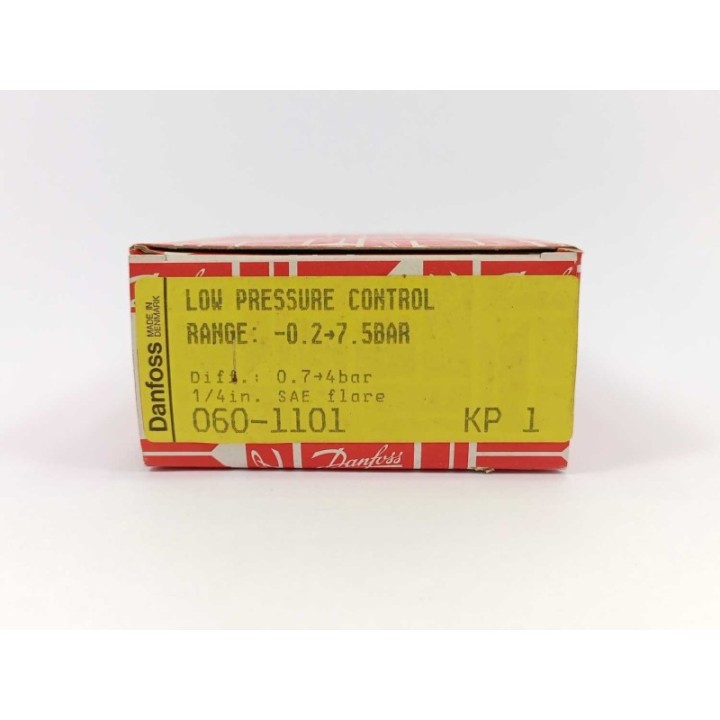 Danfoss
MADE IN
DENMARK
LOW PRESSURE CONTROL
RANGE: -0.2→7.5BAR
Diff.: 0.7→4bar
1/4in. SAE flare
060-1101 KP 1
Danfoss